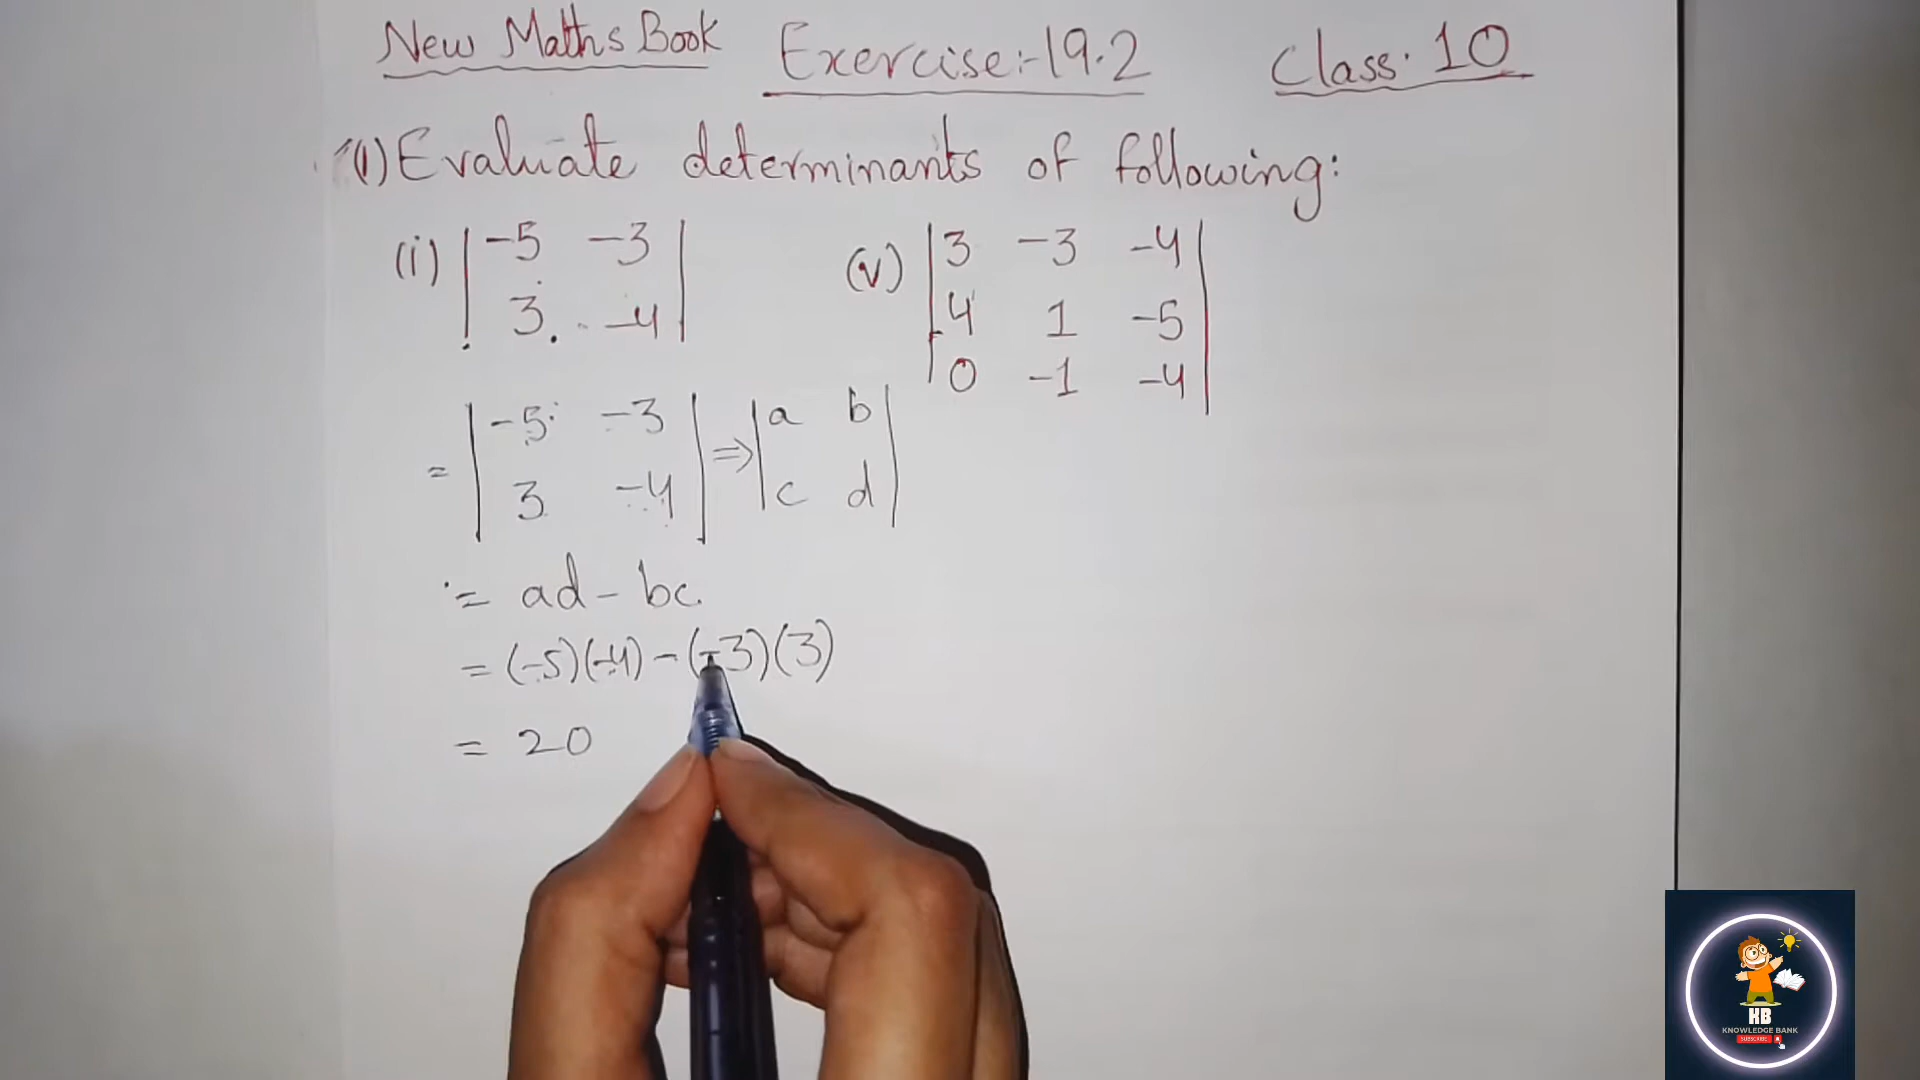 New Maths Book Exercise:-19.2 Class. 10
(1) Evaluate determinants of following:
(i) | -5 -3 | (v) | 3 -3 -4 |
| 3 -4 | | 4 1 -5 |
| 0 -1 -4 |
= | -5 -3 | ⇒ | a b |
| 3 -4 | | c d |
= ad - bc.
= (-5)(-4) - (-3)(3)
= 20
KB
KNOWLEDGE BANK
SUBSCRIBE